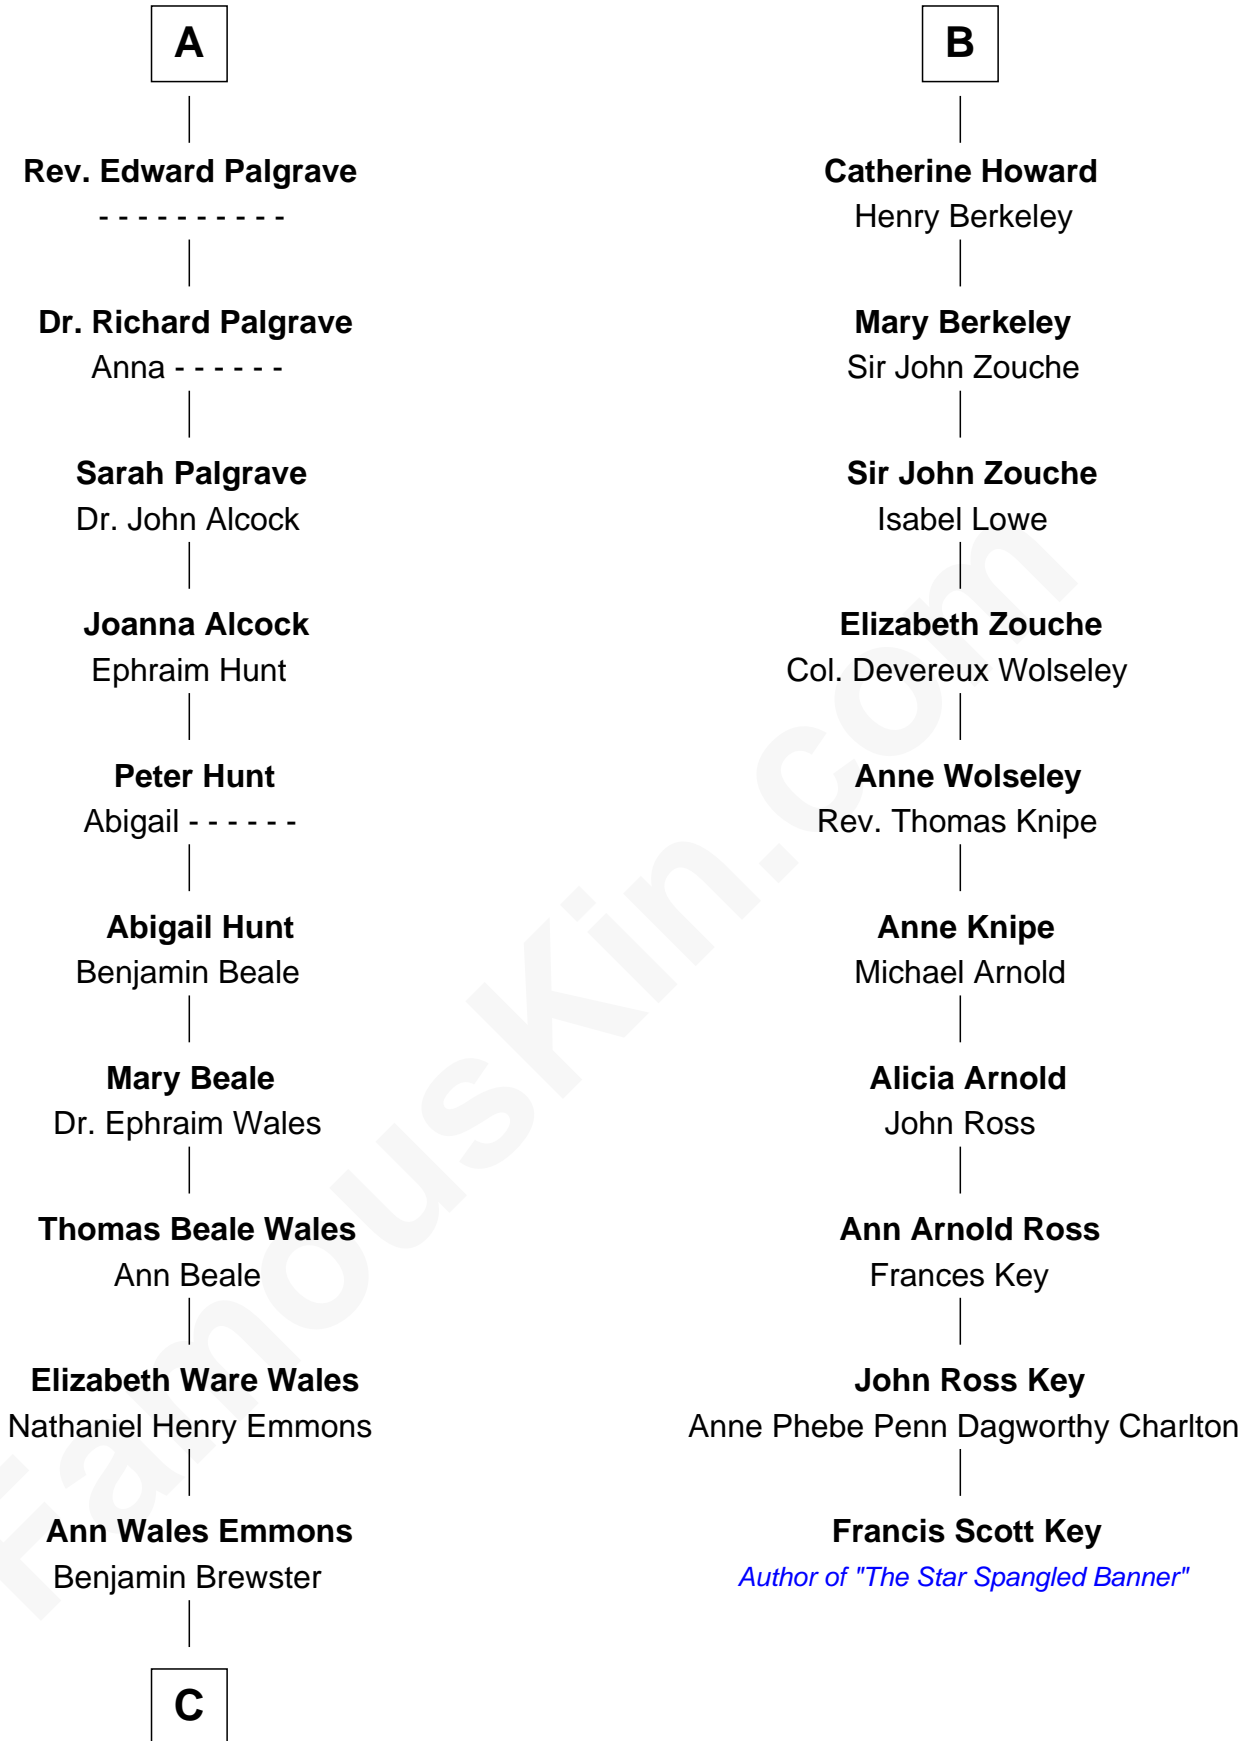 A
Rev. Edward Palgrave
- - - - - - - - - -
Dr. Richard Palgrave
Anna - - - - - -
Sarah Palgrave
Dr. John Alcock
Joanna Alcock
Ephraim Hunt
Peter Hunt
Abigail - - - - - -
Abigail Hunt
Benjamin Beale
Mary Beale
Dr. Ephraim Wales
Thomas Beale Wales
Ann Beale
Elizabeth Ware Wales
Nathaniel Henry Emmons
Ann Wales Emmons
Benjamin Brewster
C
B
Catherine Howard
Henry Berkeley
Mary Berkeley
Sir John Zouche
Sir John Zouche
Isabel Lowe
Elizabeth Zouche
Col. Devereux Wolseley
Anne Wolseley
Rev. Thomas Knipe
Anne Knipe
Michael Arnold
Alicia Arnold
John Ross
Ann Arnold Ross
Frances Key
John Ross Key
Anne Phebe Penn Dagworthy Charlton
Francis Scott Key
Author of "The Star Spangled Banner"
FamousKin.com